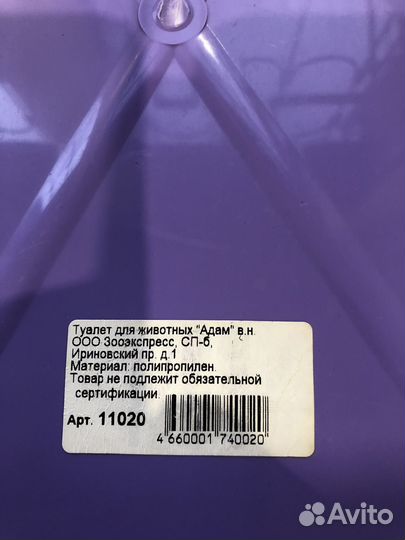 Туалет для животных "Адам" в.н.
ООО Зооэкспресс, СП-б,
Ириновский пр. д.1
Материал: полипропилен.
Товар не подлежит обязательной
сертификации.
Арт. 11020
4 660001 740020
Avito